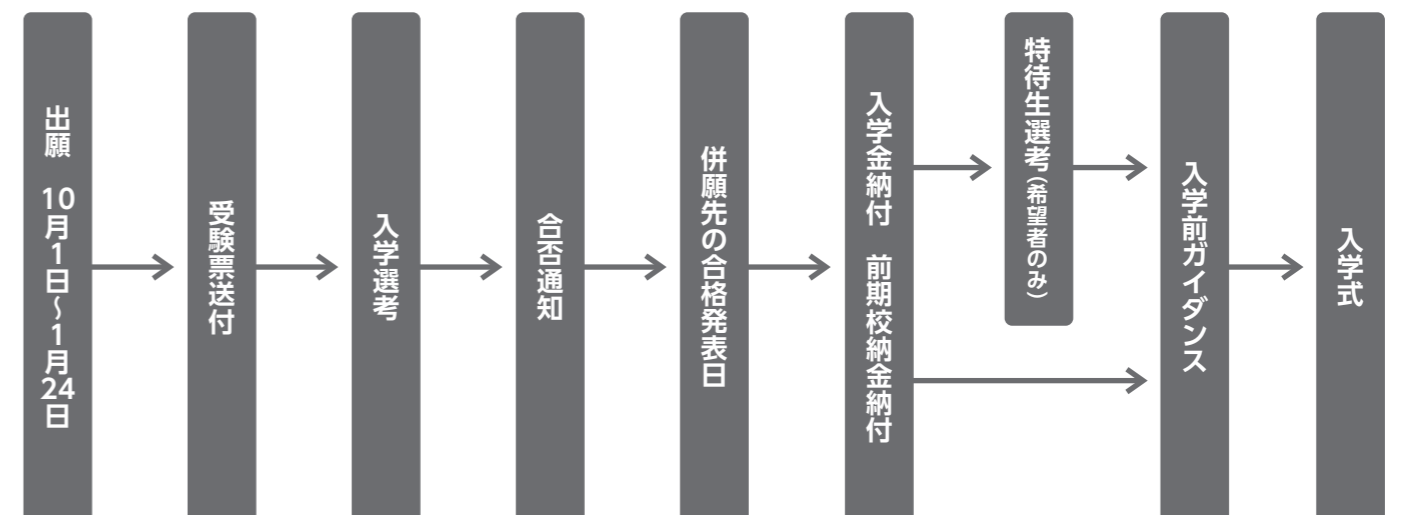 出願　10月1日～1月24日
受験票送付
入学選考
合否通知
併願先の合格発表日
入学金納付　前期校納金納付
特待生選考（希望者のみ）
入学前ガイダンス
入学式